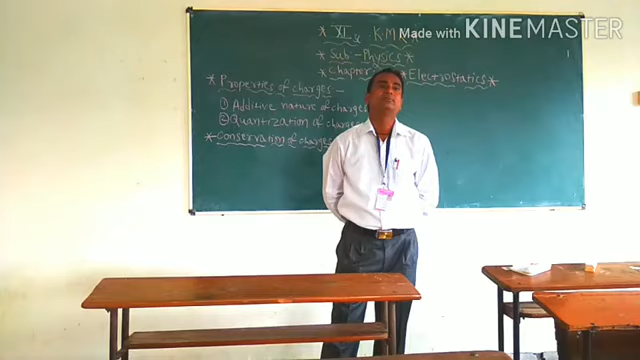 Made with KINEMASTER
* XI K.M.
* Sub - Physics *
* Chapter * Electrostatics *
* Properties of charges -
① Additive nature of charges
② Quantization of charges
* Conservation of charges